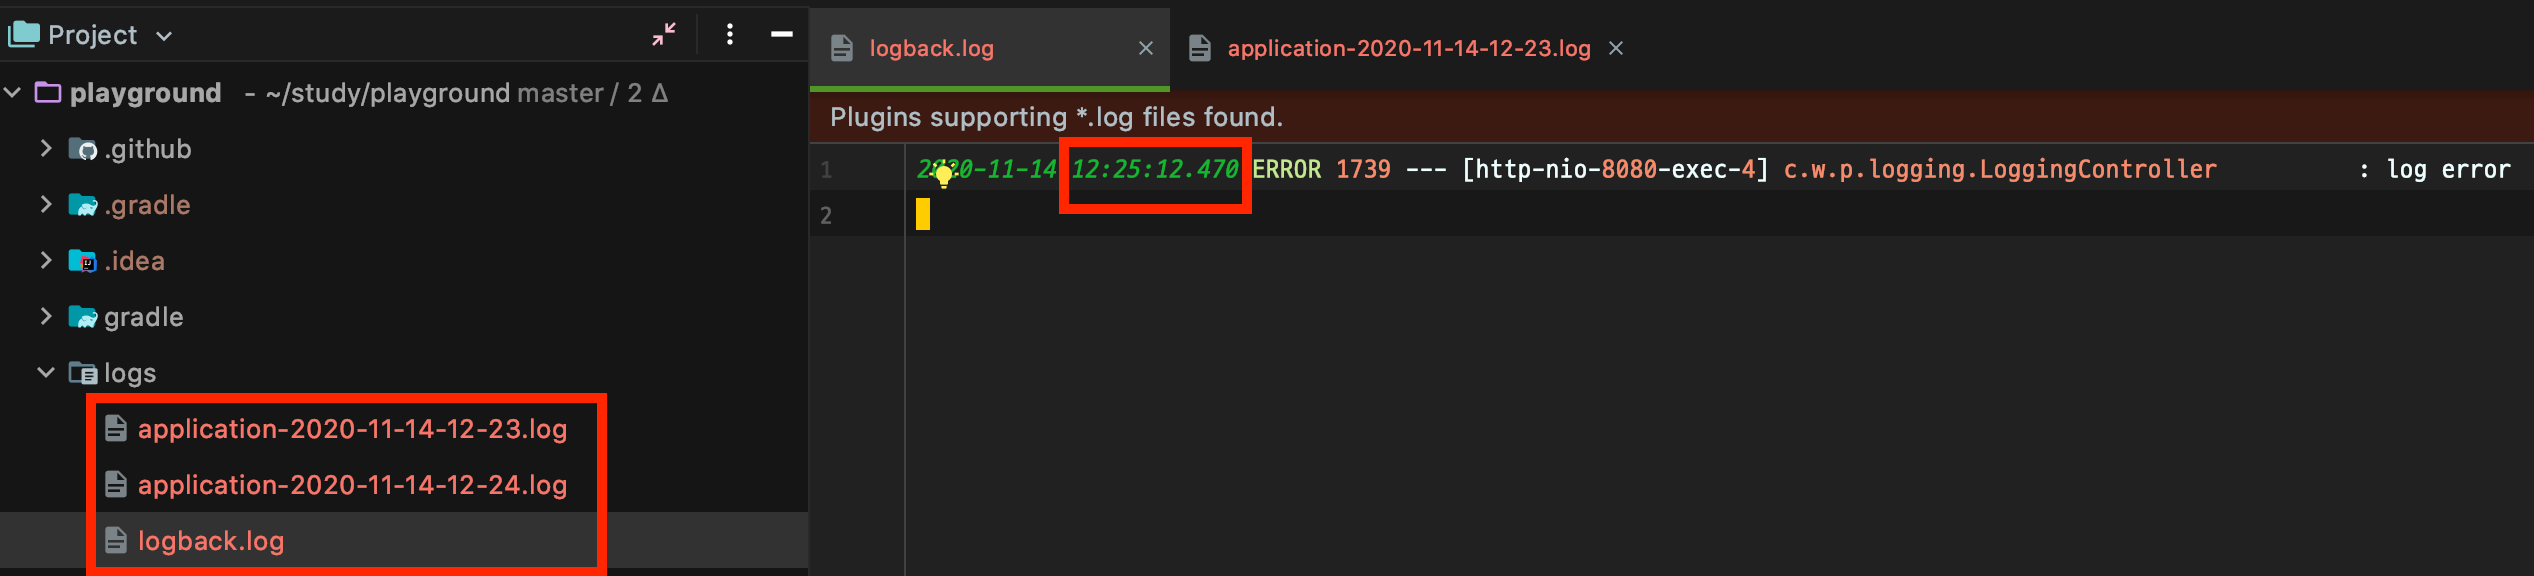 Project
playground - ~/study/playground master / 2 Δ
.github
.gradle
.idea
gradle
logs
application-2020-11-14-12-23.log
application-2020-11-14-12-24.log
logback.log
logback.log application-2020-11-14-12-23.log
Plugins supporting *.log files found.
1 2020-11-14 12:25:12.470 ERROR 1739 --- [http-nio-8080-exec-4] c.w.p.logging.LoggingController : log error
2